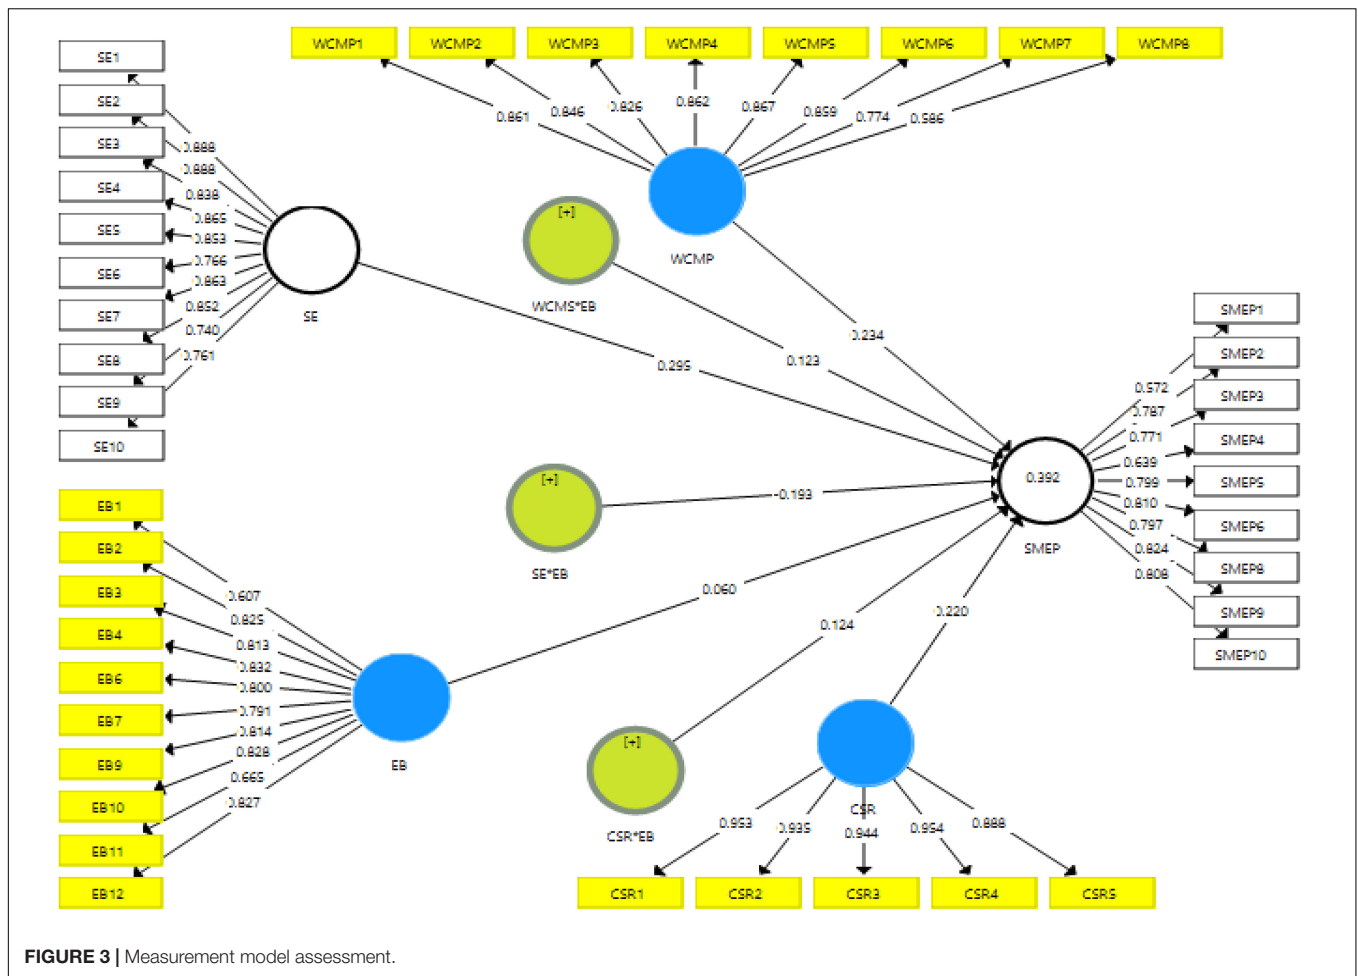 WCMP1 WCMP2 WCMP3 WCMP4 WCMP5 WCMP6 WCMP7 WCMP8
0.861 0.846 0.826 0.862 0.867 0.859 0.774 0.586
WCMP
SE1
SE2
SE3
SE4
SE5
SE6
SE7
SE8
SE9
SE10
0.888
0.888
0.838
0.865
0.853
0.766
0.863
0.852
0.740
0.761
SE
[+]
WCMS*EB
0.234
0.123
0.295
[+]
SE*EB
-0.193
0.060
0.124
0.220
0.392
SMEP
SMEP1
SMEP2
SMEP3
SMEP4
SMEP5
SMEP6
SMEP8
SMEP9
SMEP10
0.572
0.787
0.771
0.639
0.799
0.810
0.797
0.824
0.808
EB1
EB2
EB3
EB4
EB6
EB7
EB9
EB10
EB11
EB12
0.607
0.825
0.813
0.832
0.800
0.791
0.814
0.828
0.665
0.827
EB
[+]
CSR*EB
CSR
0.953 0.935 0.944 0.954 0.888
CSR1 CSR2 CSR3 CSR4 CSR5
FIGURE 3 | Measurement model assessment.